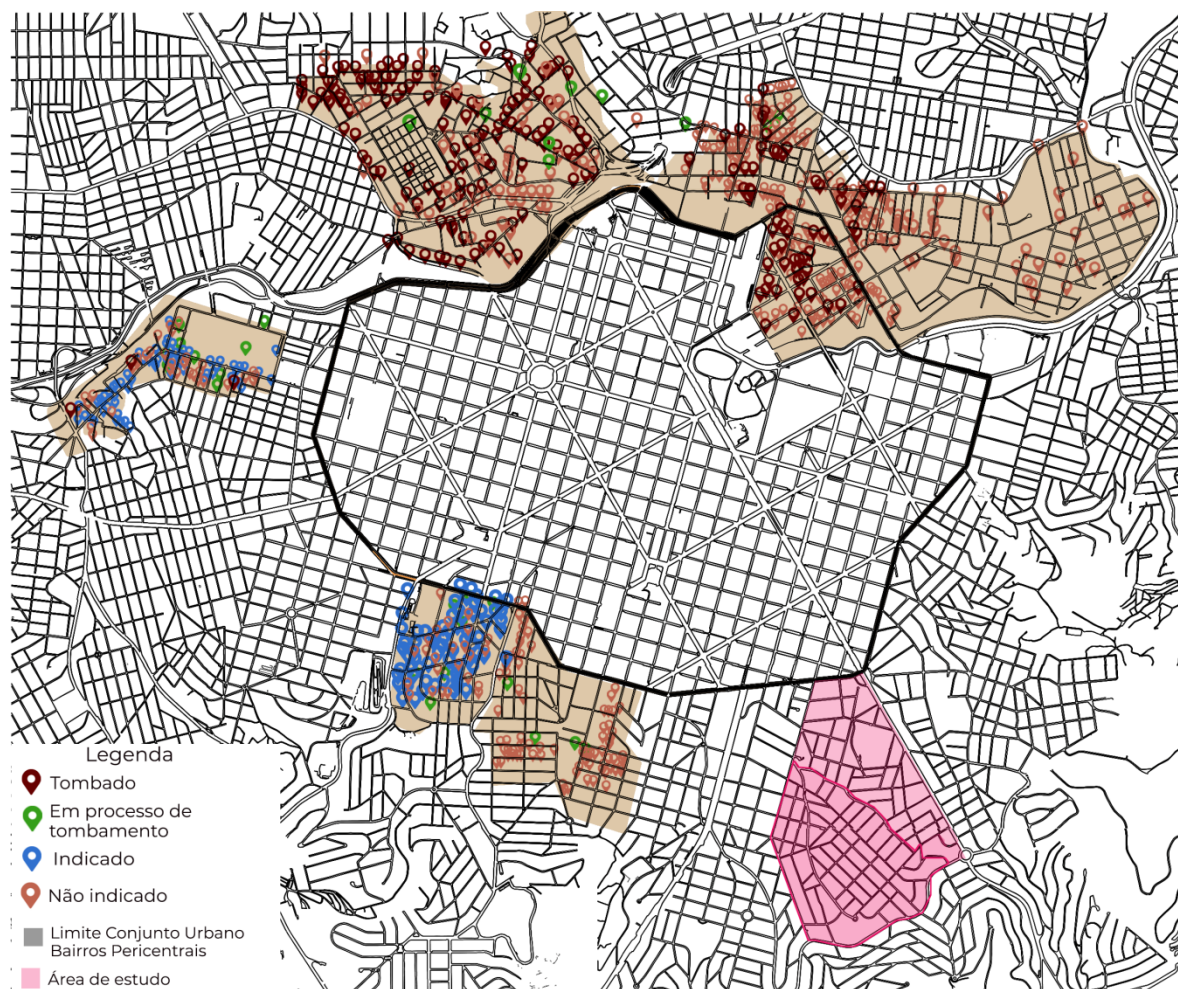 Legenda
Tombado
Em processo de
tombamento
Indicado
Não indicado
Limite Conjunto Urbano
Bairros Pericentrais
Área de estudo